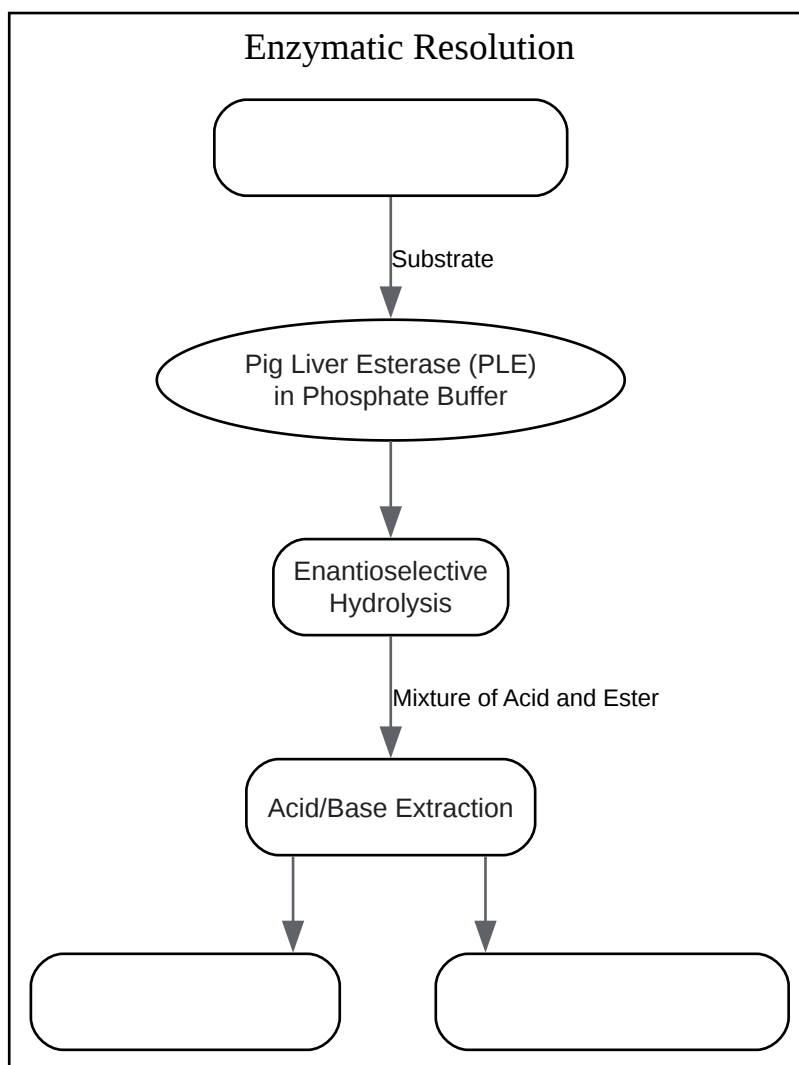 Enzymatic Resolution
Substrate
Pig Liver Esterase (PLE)
in Phosphate Buffer
Enantioselective
Hydrolysis
Mixture of Acid and Ester
Acid/Base Extraction